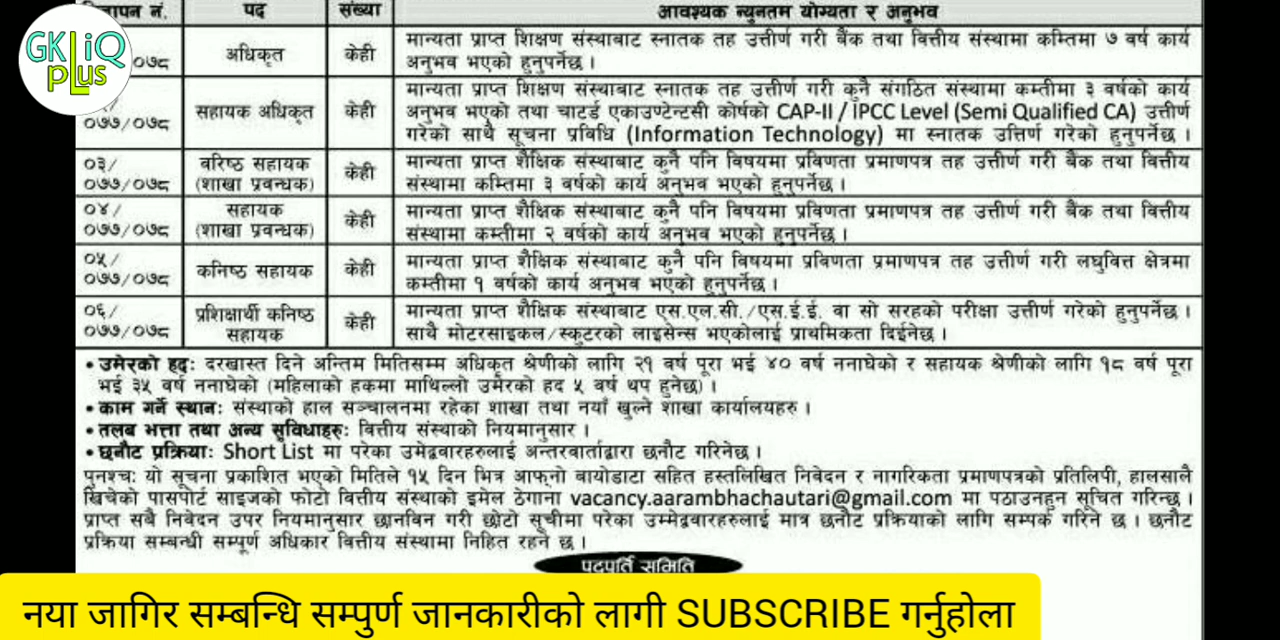 GKLiQ
PLus
पद
संख्या
आवश्यक न्युनतम योग्यता र अनुभव
०७८
अधिकृत
केही
मान्यता प्राप्त शिक्षण संस्थाबाट स्नातक तह उत्तीर्ण गरी बैंक तथा वित्तीय संस्थामा कम्तिमा ७ वर्ष कार्य
अनुभव भएको हुनुपर्नेछ ।
०७७/०७८
सहायक अधिकृत
केही
मान्यता प्राप्त शिक्षण संस्थाबाट स्नातक तह उत्तीर्ण गरी कुनै संगठित संस्थामा कम्तीमा ३ वर्षको कार्य
अनुभव भएको तथा चाटर्ड एकाउण्टेन्टसी कोर्षको CAP-II / IPCC Level (Semi Qualified CA) उत्तीर्ण
गरेको साथै सूचना प्रविधि (Information Technology) मा स्नातक उत्तिर्ण गरेको हुनुपर्नेछ ।
०३/
०७७/०७८
वरिष्ठ सहायक
(शाखा प्रवन्धक)
केही
मान्यता प्राप्त शैक्षिक संस्थाबाट कुनै पनि विषयमा प्रविणता प्रमाणपत्र तह उत्तीर्ण गरी बैक तथा वित्तीय
संस्थामा कम्तिमा ३ वर्षको कार्य अनुभव भएको हुनुपर्नेछ ।
०४/
०७७/०७८
सहायक
(शाखा प्रवन्धक)
केही
मान्यता प्राप्त शैक्षिक संस्थाबाट कुनै पनि विषयमा प्रविणता प्रमाणपत्र तह उत्तीर्ण गरी बैंक तथा वित्तीय
संस्थामा कम्तीमा २ वर्षको कार्य अनुभव भएको हुनुपर्नेछ ।
०५/
०७७/०७८
कनिष्ठ सहायक
केही
मान्यता प्राप्त शैक्षिक संस्थाबाट कुनै पनि विषयमा प्रविणता प्रमाणपत्र तह उत्तीर्ण गरी लघुवित्त क्षेत्रमा
कम्तीमा १ वर्षको कार्य अनुभव भएको हुनुपर्नेछ ।
०६/
०७७/०७८
प्रशिक्षार्थी कनिष्ठ
सहायक
केही
मान्यता प्राप्त शैक्षिक संस्थाबाट एस.एल.सी./एस.ई.ई. वा सो सरहको परीक्षा उत्तीर्ण गरेको हुनुपर्नेछ ।
साथै मोटरसाइकल/स्कुटरको लाइसेन्स भएकोलाई प्राथमिकता दिईनेछ ।
• उमेरको हदः दरखास्त दिने अन्तिम मितिसम्म अधिकृत श्रेणीको लागि २१ वर्ष पूरा भई ४० वर्ष ननाघेको र सहायक श्रेणीको लागि १८ वर्ष पूरा
भई ३५ वर्ष ननाघेको (महिलाको हकमा माथिल्लो उमेरको हद ५ वर्ष थप हुनेछ) ।
• काम गर्ने स्थानः संस्थाको हाल सञ्चालनमा रहेका शाखा तथा नयाँ खुल्ने शाखा कार्यालयहरु ।
• तलब भत्ता तथा अन्य सुविधाहरुः वित्तीय संस्थाको नियमानुसार ।
• छनौट प्रक्रियाः Short List मा परेका उमेद्ववारहरुलाई अन्तरवार्ताद्वारा छनौट गरिनेछ ।
पुनश्चः यो सूचना प्रकाशित भएको मितिले १५ दिन भित्र आफ्नो बायोडाटा सहित हस्तलिखित निवेदन र नागरिकता प्रमाणपत्रको प्रतिलिपी, हालसालै
खिचेको पासपोर्ट साइजको फोटो वित्तीय संस्थाको इमेल ठेगाना vacancy.aarambhachautari@gmail.com मा पठाउनहुन सूचित गरिन्छ ।
प्राप्त सबै निवेदन उपर नियमानुसार छानविन गरी छोटो सूचीमा परेका उम्मेद्ववारहरुलाई मात्र छनौट प्रक्रियाको लागि सम्पर्क गरिने छ । छनौट
प्रक्रिया सम्बन्धी सम्पूर्ण अधिकार वित्तीय संस्थामा निहित रहने छ ।
पदपूर्ति समिति
नया जागिर सम्बन्धि सम्पुर्ण जानकारीको लागी SUBSCRIBE गर्नुहोला